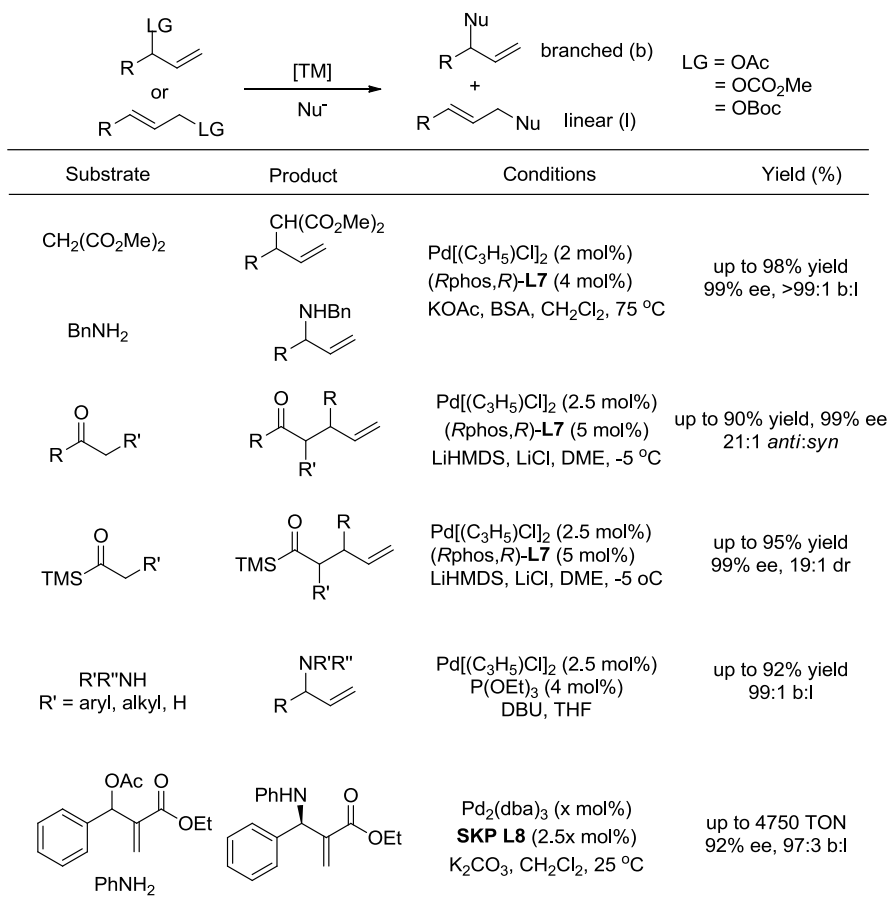 LG
R
or
R
LG
[TM]
Nu-
Nu
R
branched (b)
+
R
Nu
linear (l)
LG = OAc
= OCO2Me
= OBoc
Substrate Product Conditions Yield (%)
CH2(CO2Me)2
CH(CO2Me)2
R
BnNH2
NHBn
R
Pd[(C3H5)Cl]2 (2 mol%)
(Rphos,R)-L7 (4 mol%)
KOAc, BSA, CH2Cl2, 75 oC
up to 98% yield
99% ee, >99:1 b:l
O
R R'
O R
R
R'
Pd[(C3H5)Cl]2 (2.5 mol%)
(Rphos,R)-L7 (5 mol%)
LiHMDS, LiCl, DME, -5 oC
up to 90% yield, 99% ee
21:1 anti:syn
O
TMS R'
O R
TMS
R'
Pd[(C3H5)Cl]2 (2.5 mol%)
(Rphos,R)-L7 (5 mol%)
LiHMDS, LiCl, DME, -5 oC
up to 95% yield
99% ee, 19:1 dr
R'R''NH
R' = aryl, alkyl, H
NR'R''
R
Pd[(C3H5)Cl]2 (2.5 mol%)
P(OEt)3 (4 mol%)
DBU, THF
up to 92% yield
99:1 b:l
OAc O
OEt
PhNH2
PhHN O
OEt
Pd2(dba)3 (x mol%)
SKP L8 (2.5x mol%)
K2CO3, CH2Cl2, 25 oC
up to 4750 TON
92% ee, 97:3 b:l